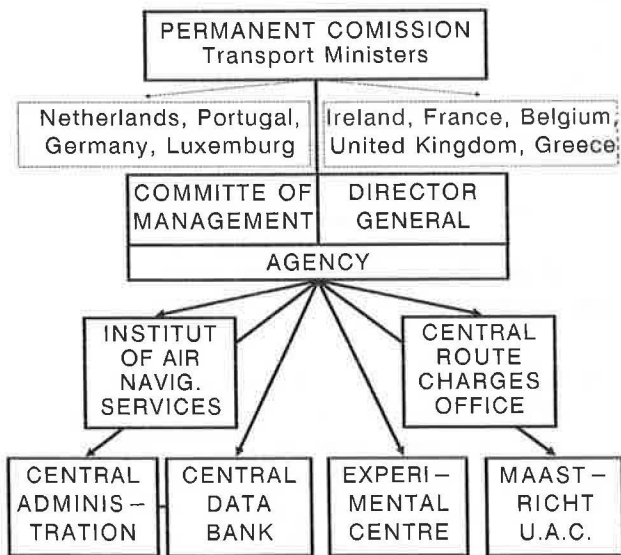 PERMANENT COMISSION
Transport Ministers
Netherlands, Portugal,
Germany, Luxemburg
Ireland, France, Belgium,
United Kingdom, Greece
COMMITTE OF
MANAGEMENT
DIRECTOR
GENERAL
AGENCY
INSTITUT
OF AIR
NAVIG.
SERVICES
CENTRAL
ROUTE
CHARGES
OFFICE
CENTRAL
ADMINIS-
TRATION
CENTRAL
DATA
BANK
EXPERI-
MENTAL
CENTRE
MAAST-
RICHT
U.A.C.